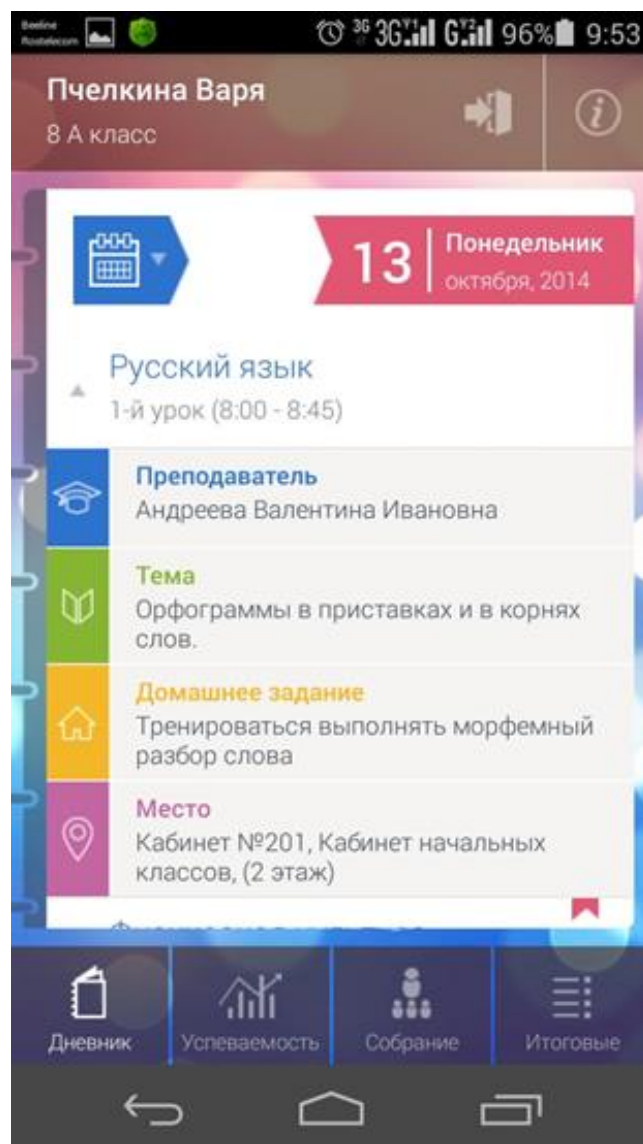 Beeline
Rostelecom
3G 3G G 96% 9:53
Пчелкина Варя
8 А класс
13
Понедельник
октября, 2014
Русский язык
1-й урок (8:00 - 8:45)
Преподаватель
Андреева Валентина Ивановна
Тема
Орфограммы в приставках и в корнях
слов.
Домашнее задание
Тренироваться выполнять морфемный
разбор слова
Место
Кабинет №201, Кабинет начальных
классов, (2 этаж)
Дневник
Успеваемость
Собрание
Итоговые